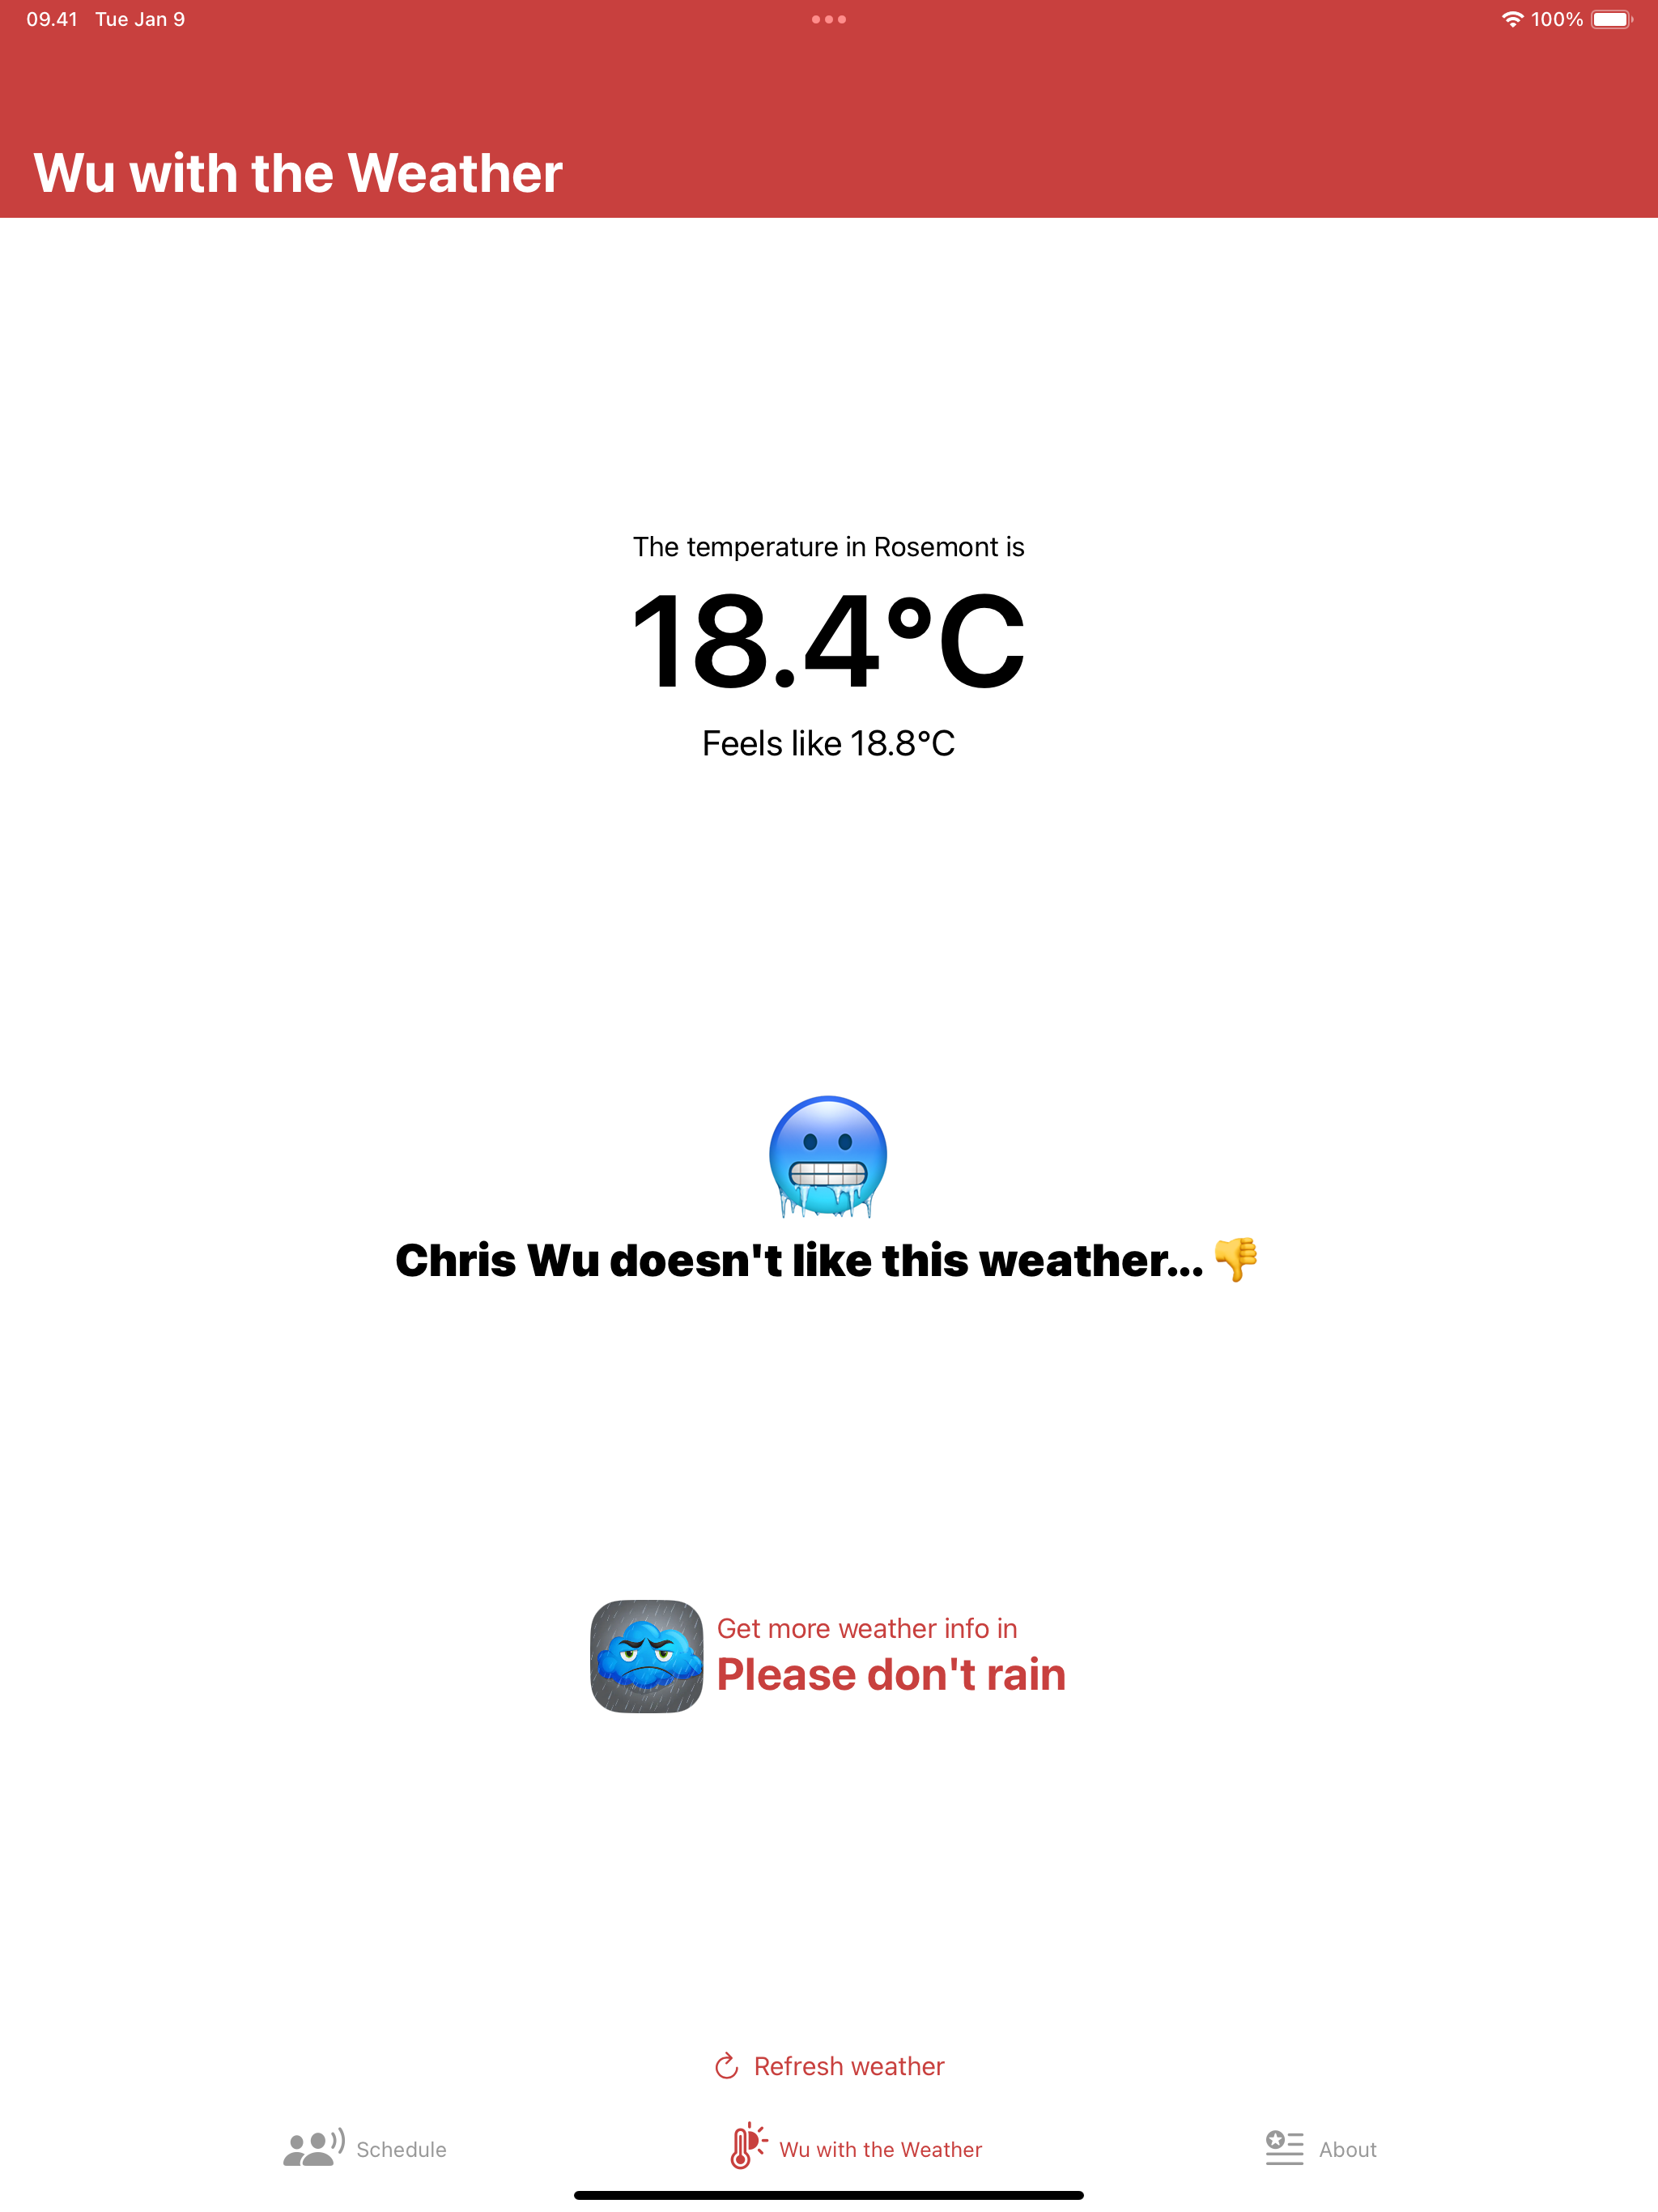 09.41 Tue Jan 9
100%
Wu with the Weather
The temperature in Rosemont is
18.4°C
Feels like 18.8°C
Chris Wu doesn't like this weather... 👎
Get more weather info in
Please don't rain
Refresh weather
Schedule
Wu with the Weather
About